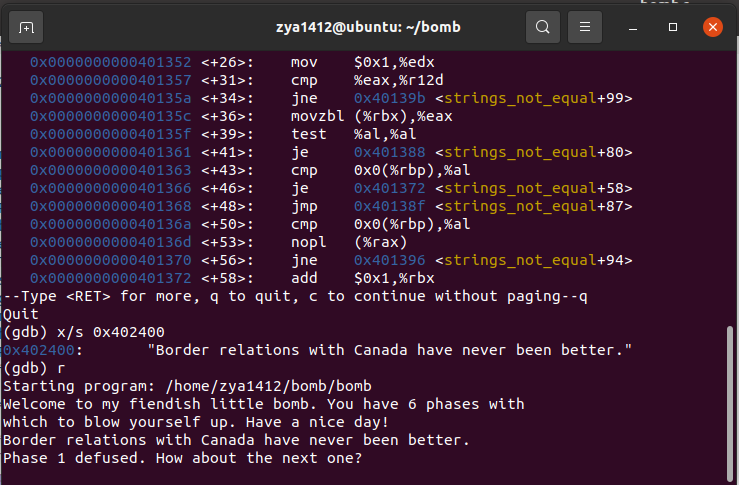 zya1412@ubuntu: ~/bomb
0x0000000000401352 <+26>: mov $0x1,%edx
0x0000000000401357 <+31>: cmp %eax,%r12d
0x000000000040135a <+34>: jne 0x40139b <strings_not_equal+99>
0x000000000040135c <+36>: movzbl (%rbx),%eax
0x000000000040135f <+39>: test %al,%al
0x0000000000401361 <+41>: je 0x401388 <strings_not_equal+80>
0x0000000000401363 <+43>: cmp 0x0(%rbp),%al
0x0000000000401366 <+46>: je 0x401372 <strings_not_equal+58>
0x0000000000401368 <+48>: jmp 0x40138f <strings_not_equal+87>
0x000000000040136a <+50>: cmp 0x0(%rbp),%al
0x000000000040136d <+53>: nopl (%rax)
0x0000000000401370 <+56>: jne 0x401396 <strings_not_equal+94>
0x0000000000401372 <+58>: add $0x1,%rbx
--Type <RET> for more, q to quit, c to continue without paging--q
Quit
(gdb) x/s 0x402400
0x402400: "Border relations with Canada have never been better."
(gdb) r
Starting program: /home/zya1412/bomb/bomb
Welcome to my fiendish little bomb. You have 6 phases with
which to blow yourself up. Have a nice day!
Border relations with Canada have never been better.
Phase 1 defused. How about the next one?